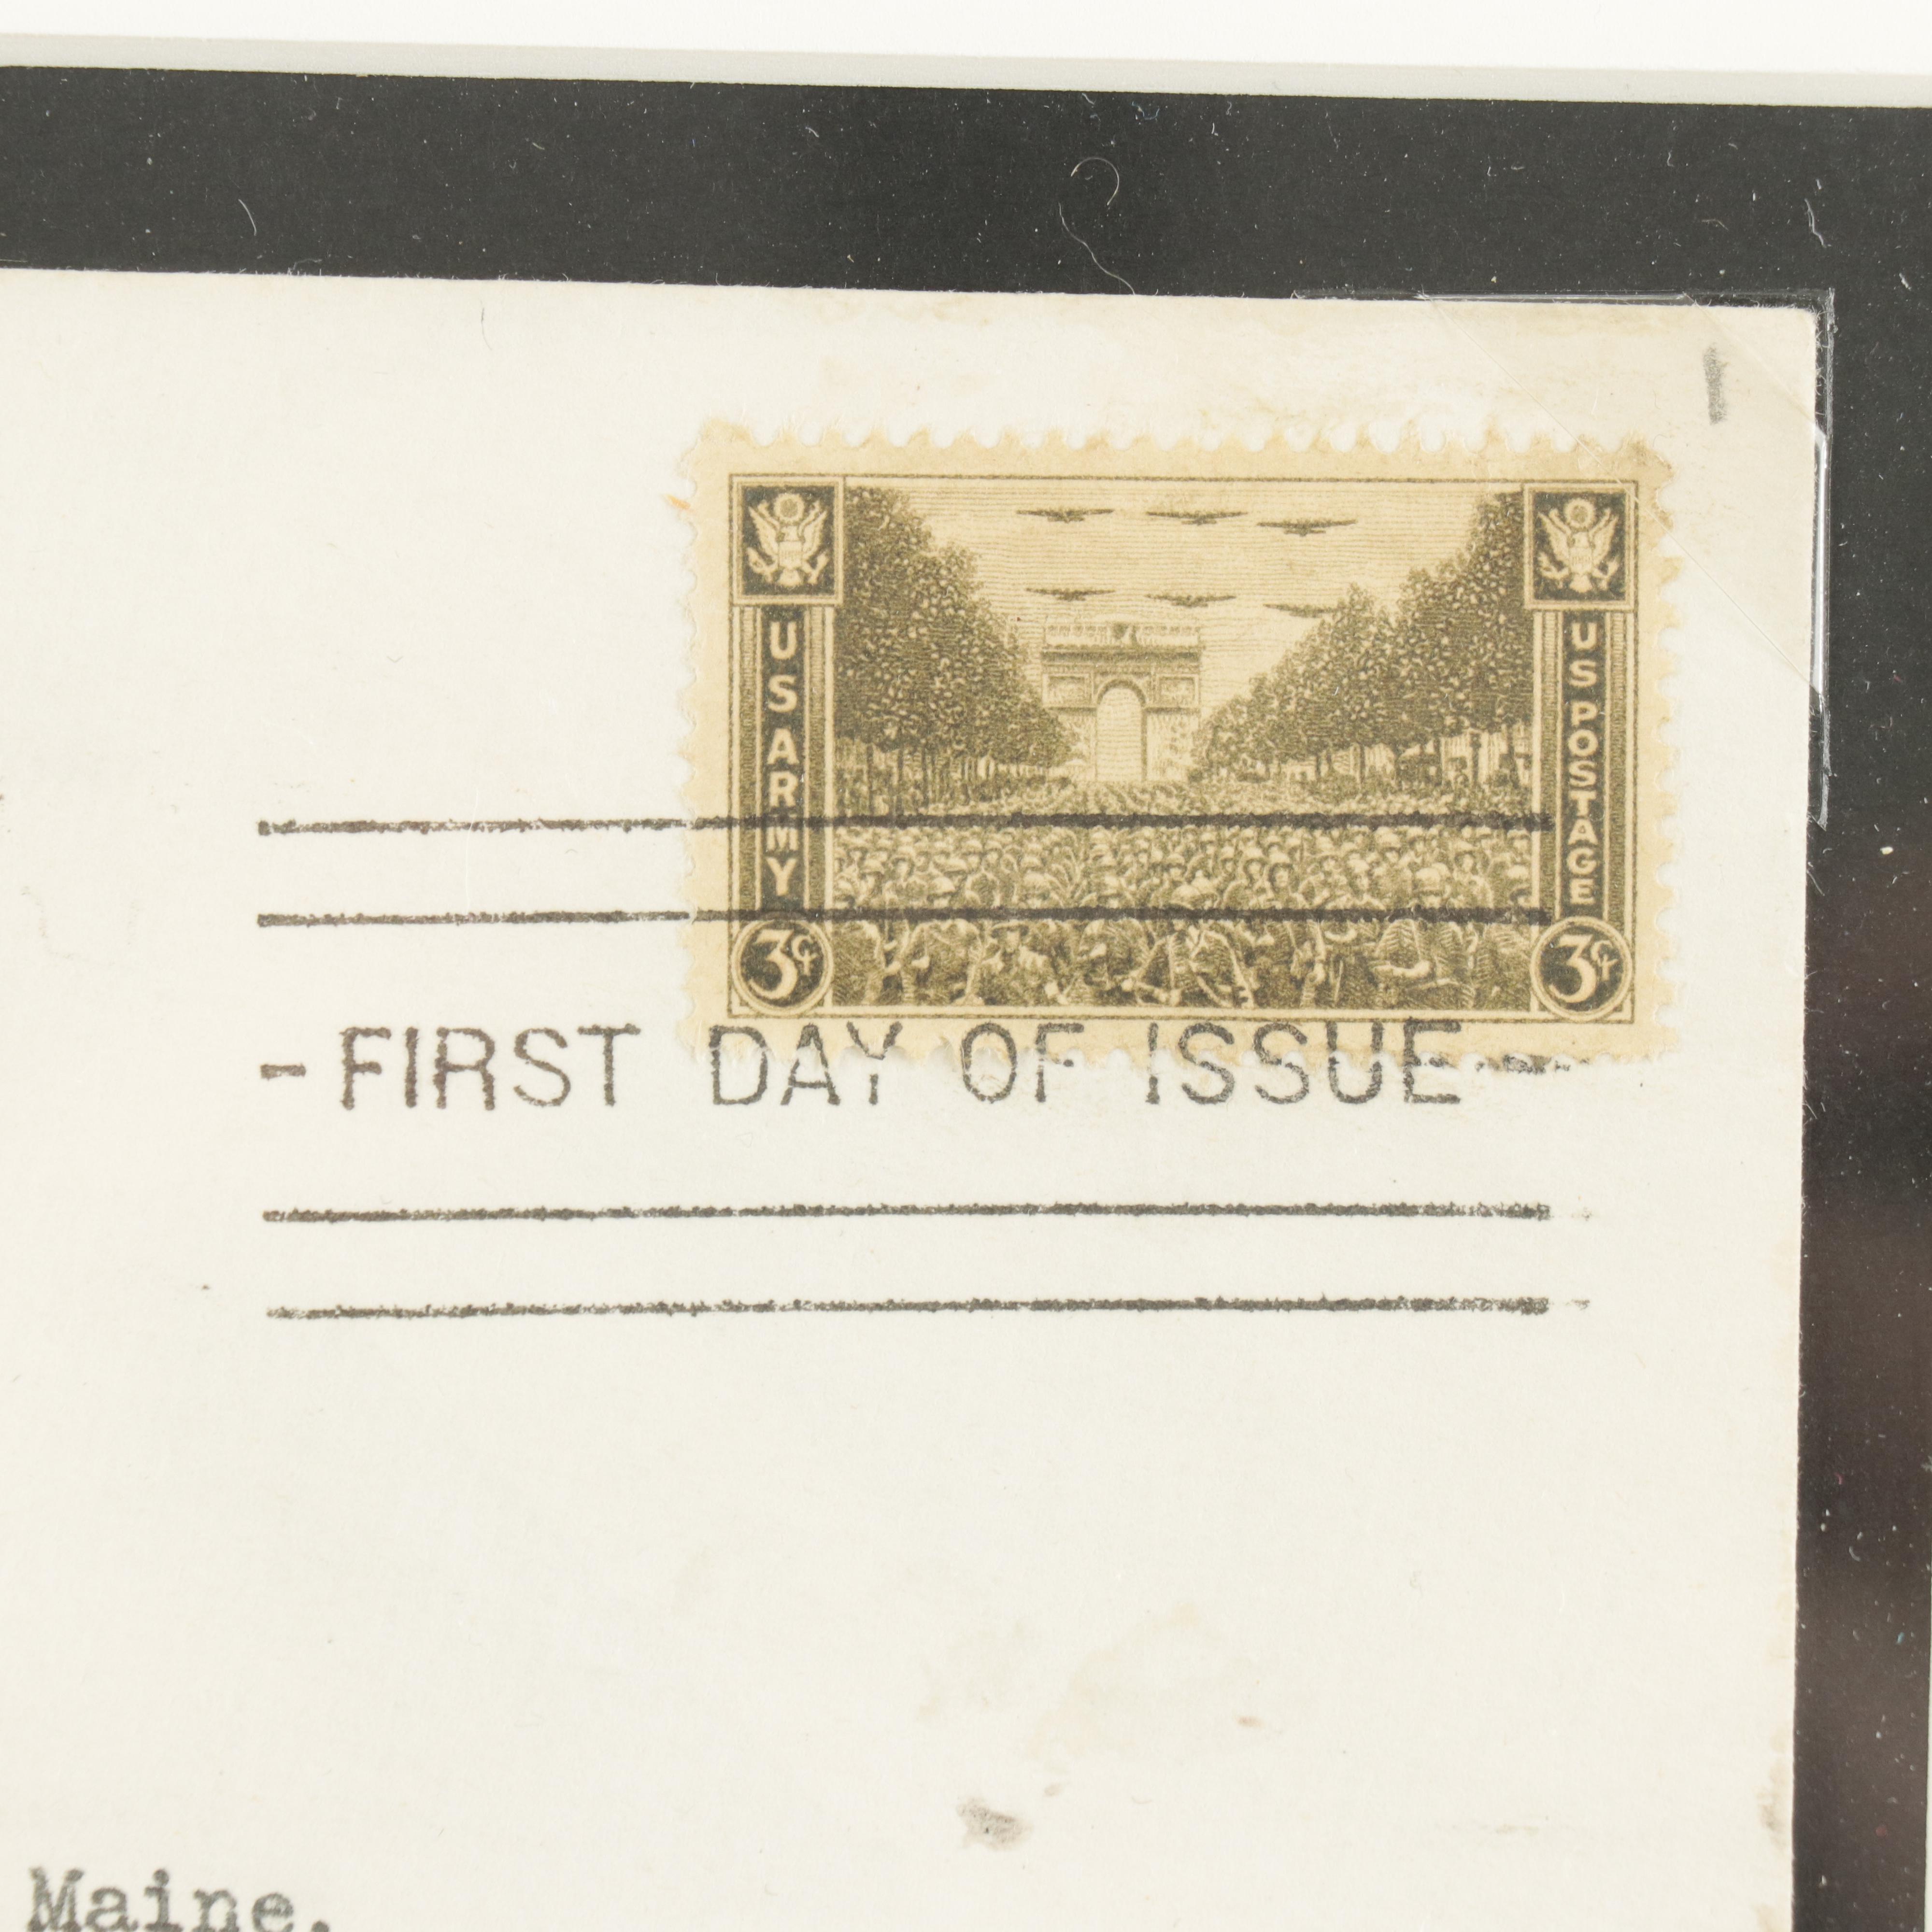 US ARMY
US POSTAGE
3¢
3¢
- FIRST DAY OF ISSUE -
Maine.